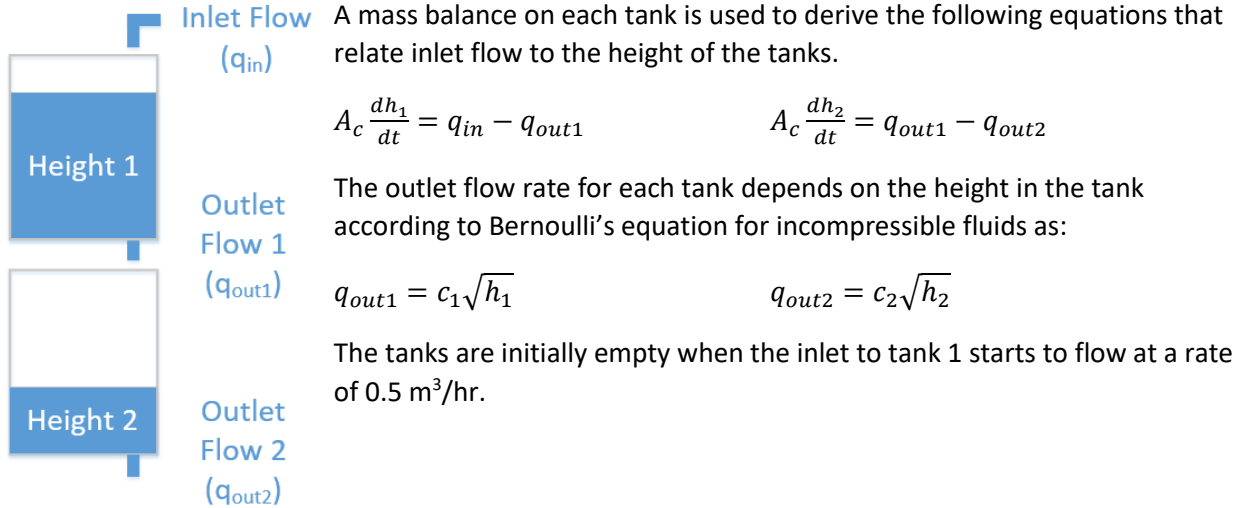 Inlet Flow
(qin)
Height 1
Outlet
Flow 1
(qout1)
Height 2
Outlet
Flow 2
(qout2)
A mass balance on each tank is used to derive the following equations that
relate inlet flow to the height of the tanks.
A_c dh_1/dt = q_in − q_out1
A_c dh_2/dt = q_out1 − q_out2
The outlet flow rate for each tank depends on the height in the tank
according to Bernoulli’s equation for incompressible fluids as:
q_out1 = c_1√h_1
q_out2 = c_2√h_2
The tanks are initially empty when the inlet to tank 1 starts to flow at a rate
of 0.5 m³/hr.